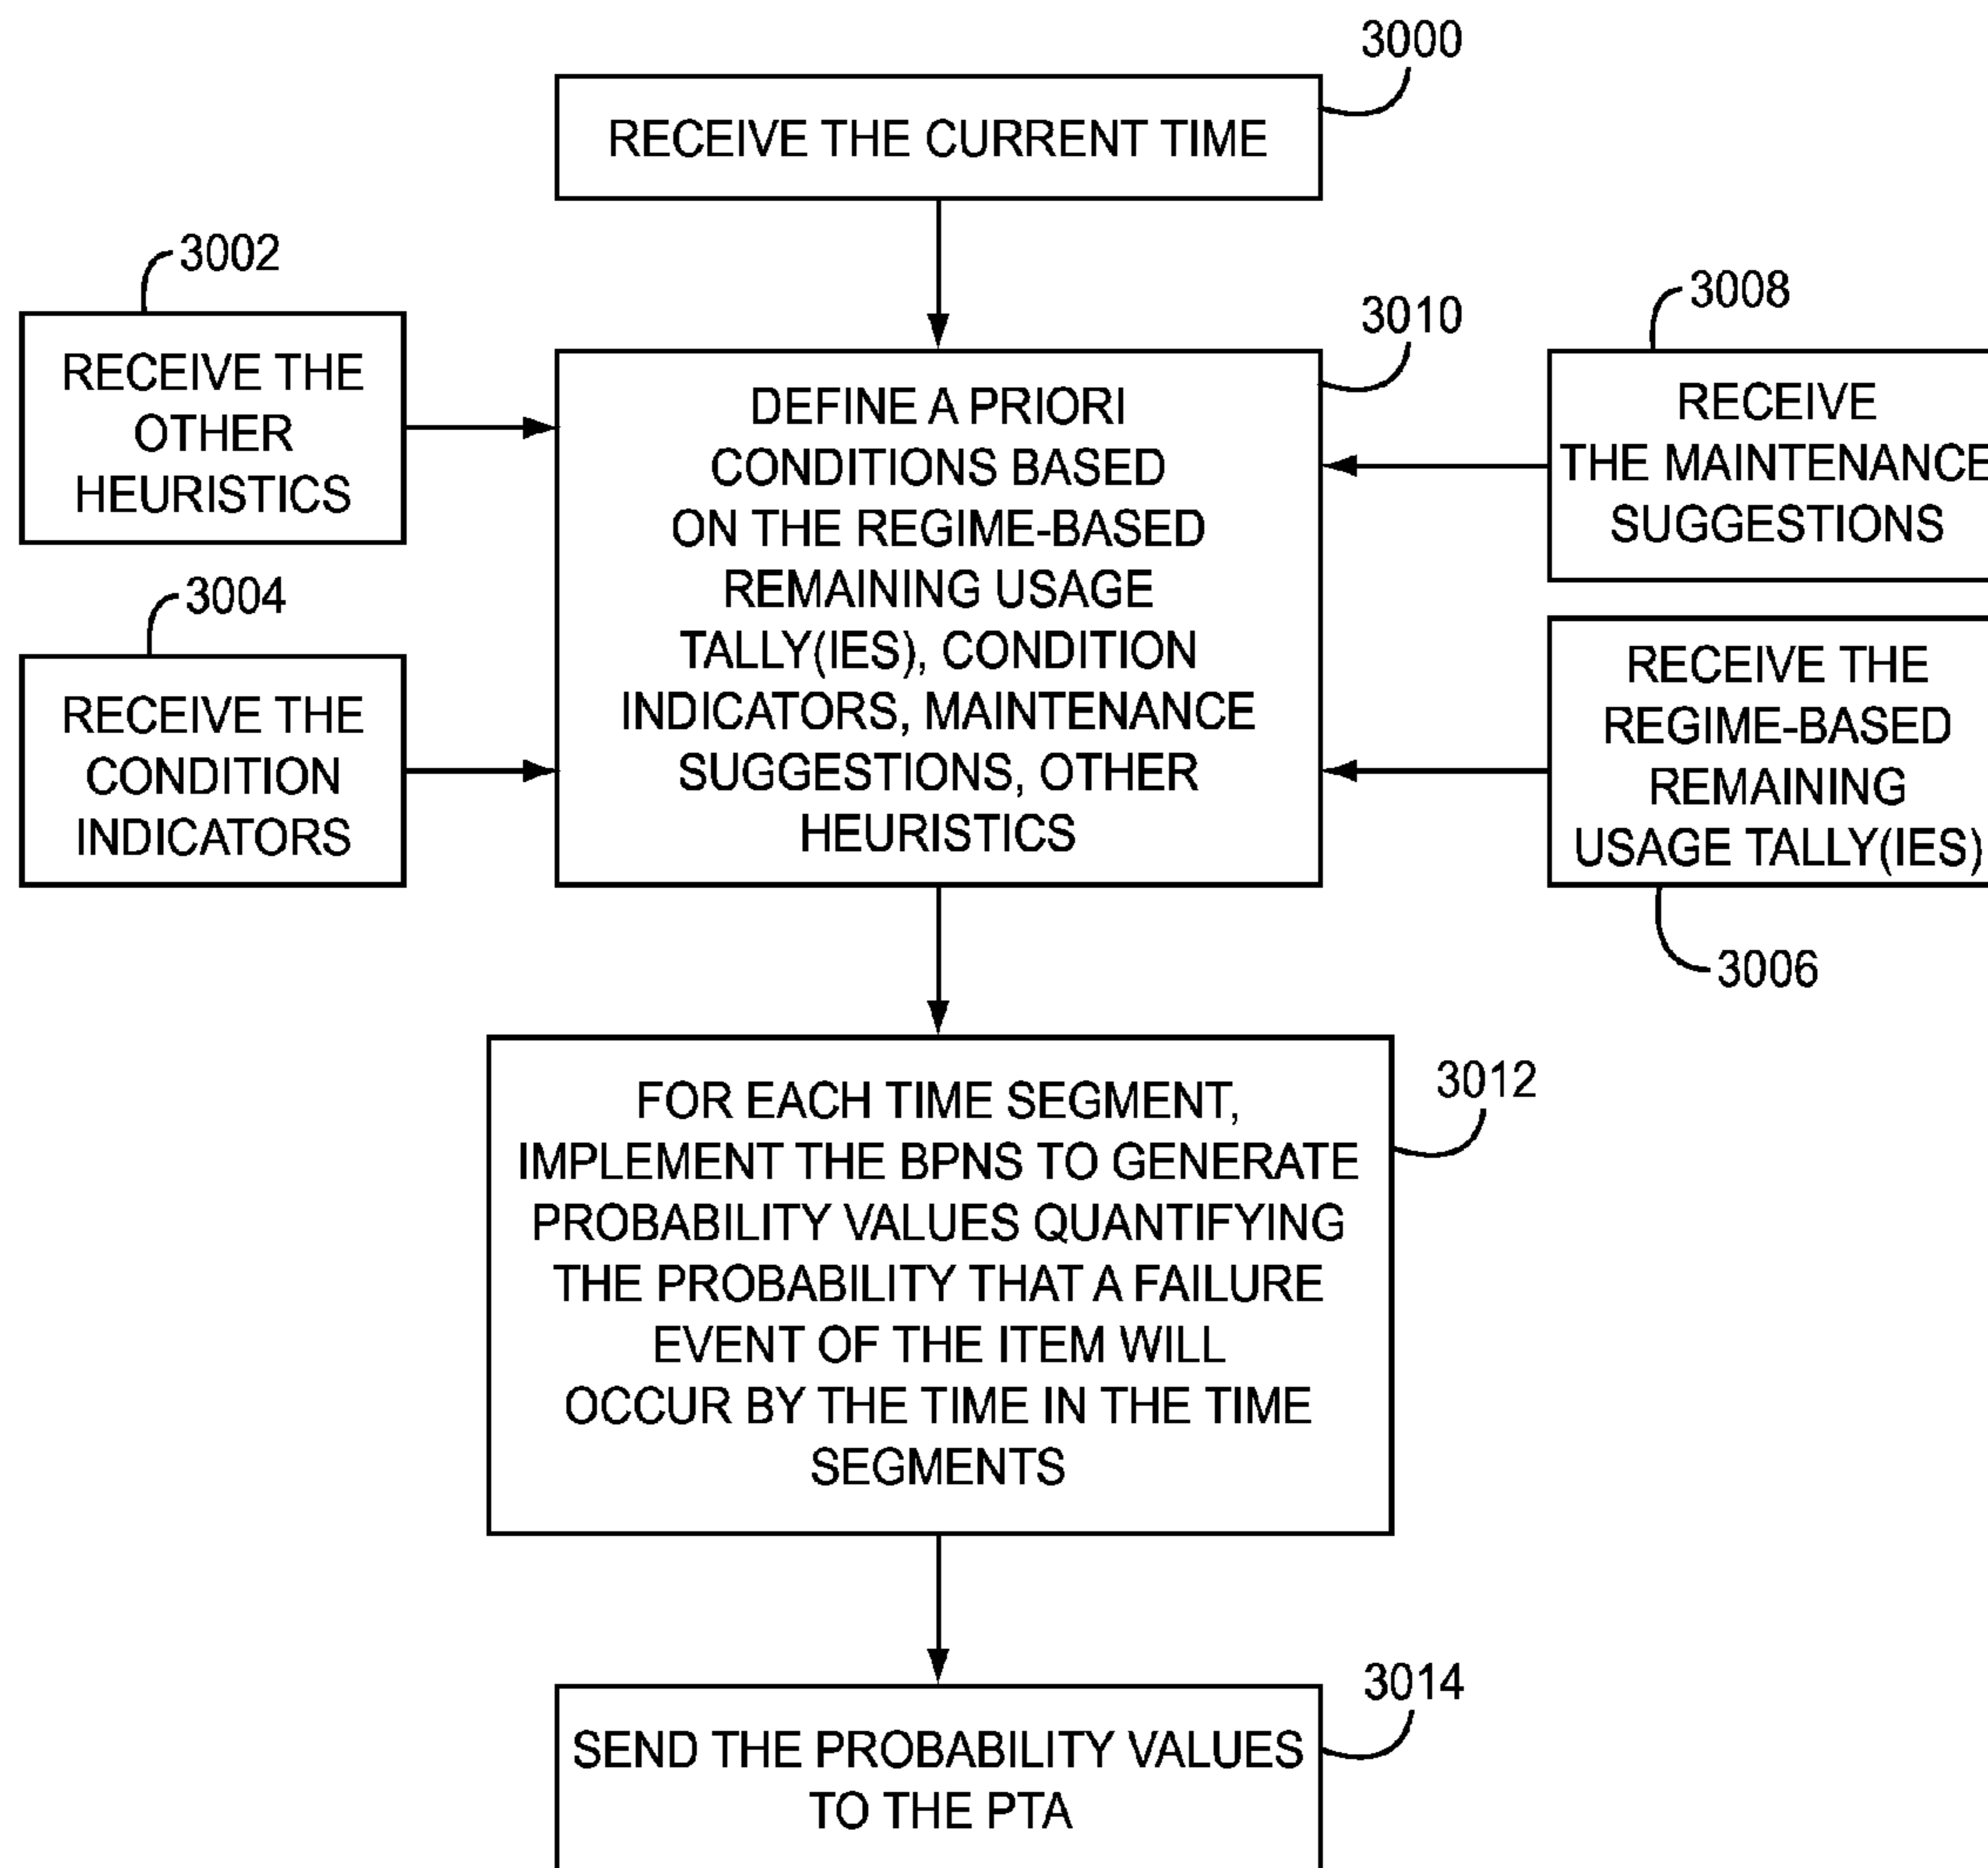 3000
RECEIVE THE CURRENT TIME
3002
RECEIVE THE
OTHER
HEURISTICS
3004
RECEIVE THE
CONDITION
INDICATORS
3010
DEFINE A PRIORI
CONDITIONS BASED
ON THE REGIME-BASED
REMAINING USAGE
TALLY(IES), CONDITION
INDICATORS, MAINTENANCE
SUGGESTIONS, OTHER
HEURISTICS
3008
RECEIVE
THE MAINTENANCE
SUGGESTIONS
RECEIVE THE
REGIME-BASED
REMAINING
USAGE TALLY(IES)
3006
3012
FOR EACH TIME SEGMENT,
IMPLEMENT THE BPNS TO GENERATE
PROBABILITY VALUES QUANTIFYING
THE PROBABILITY THAT A FAILURE
EVENT OF THE ITEM WILL
OCCUR BY THE TIME IN THE TIME
SEGMENTS
3014
SEND THE PROBABILITY VALUES
TO THE PTA